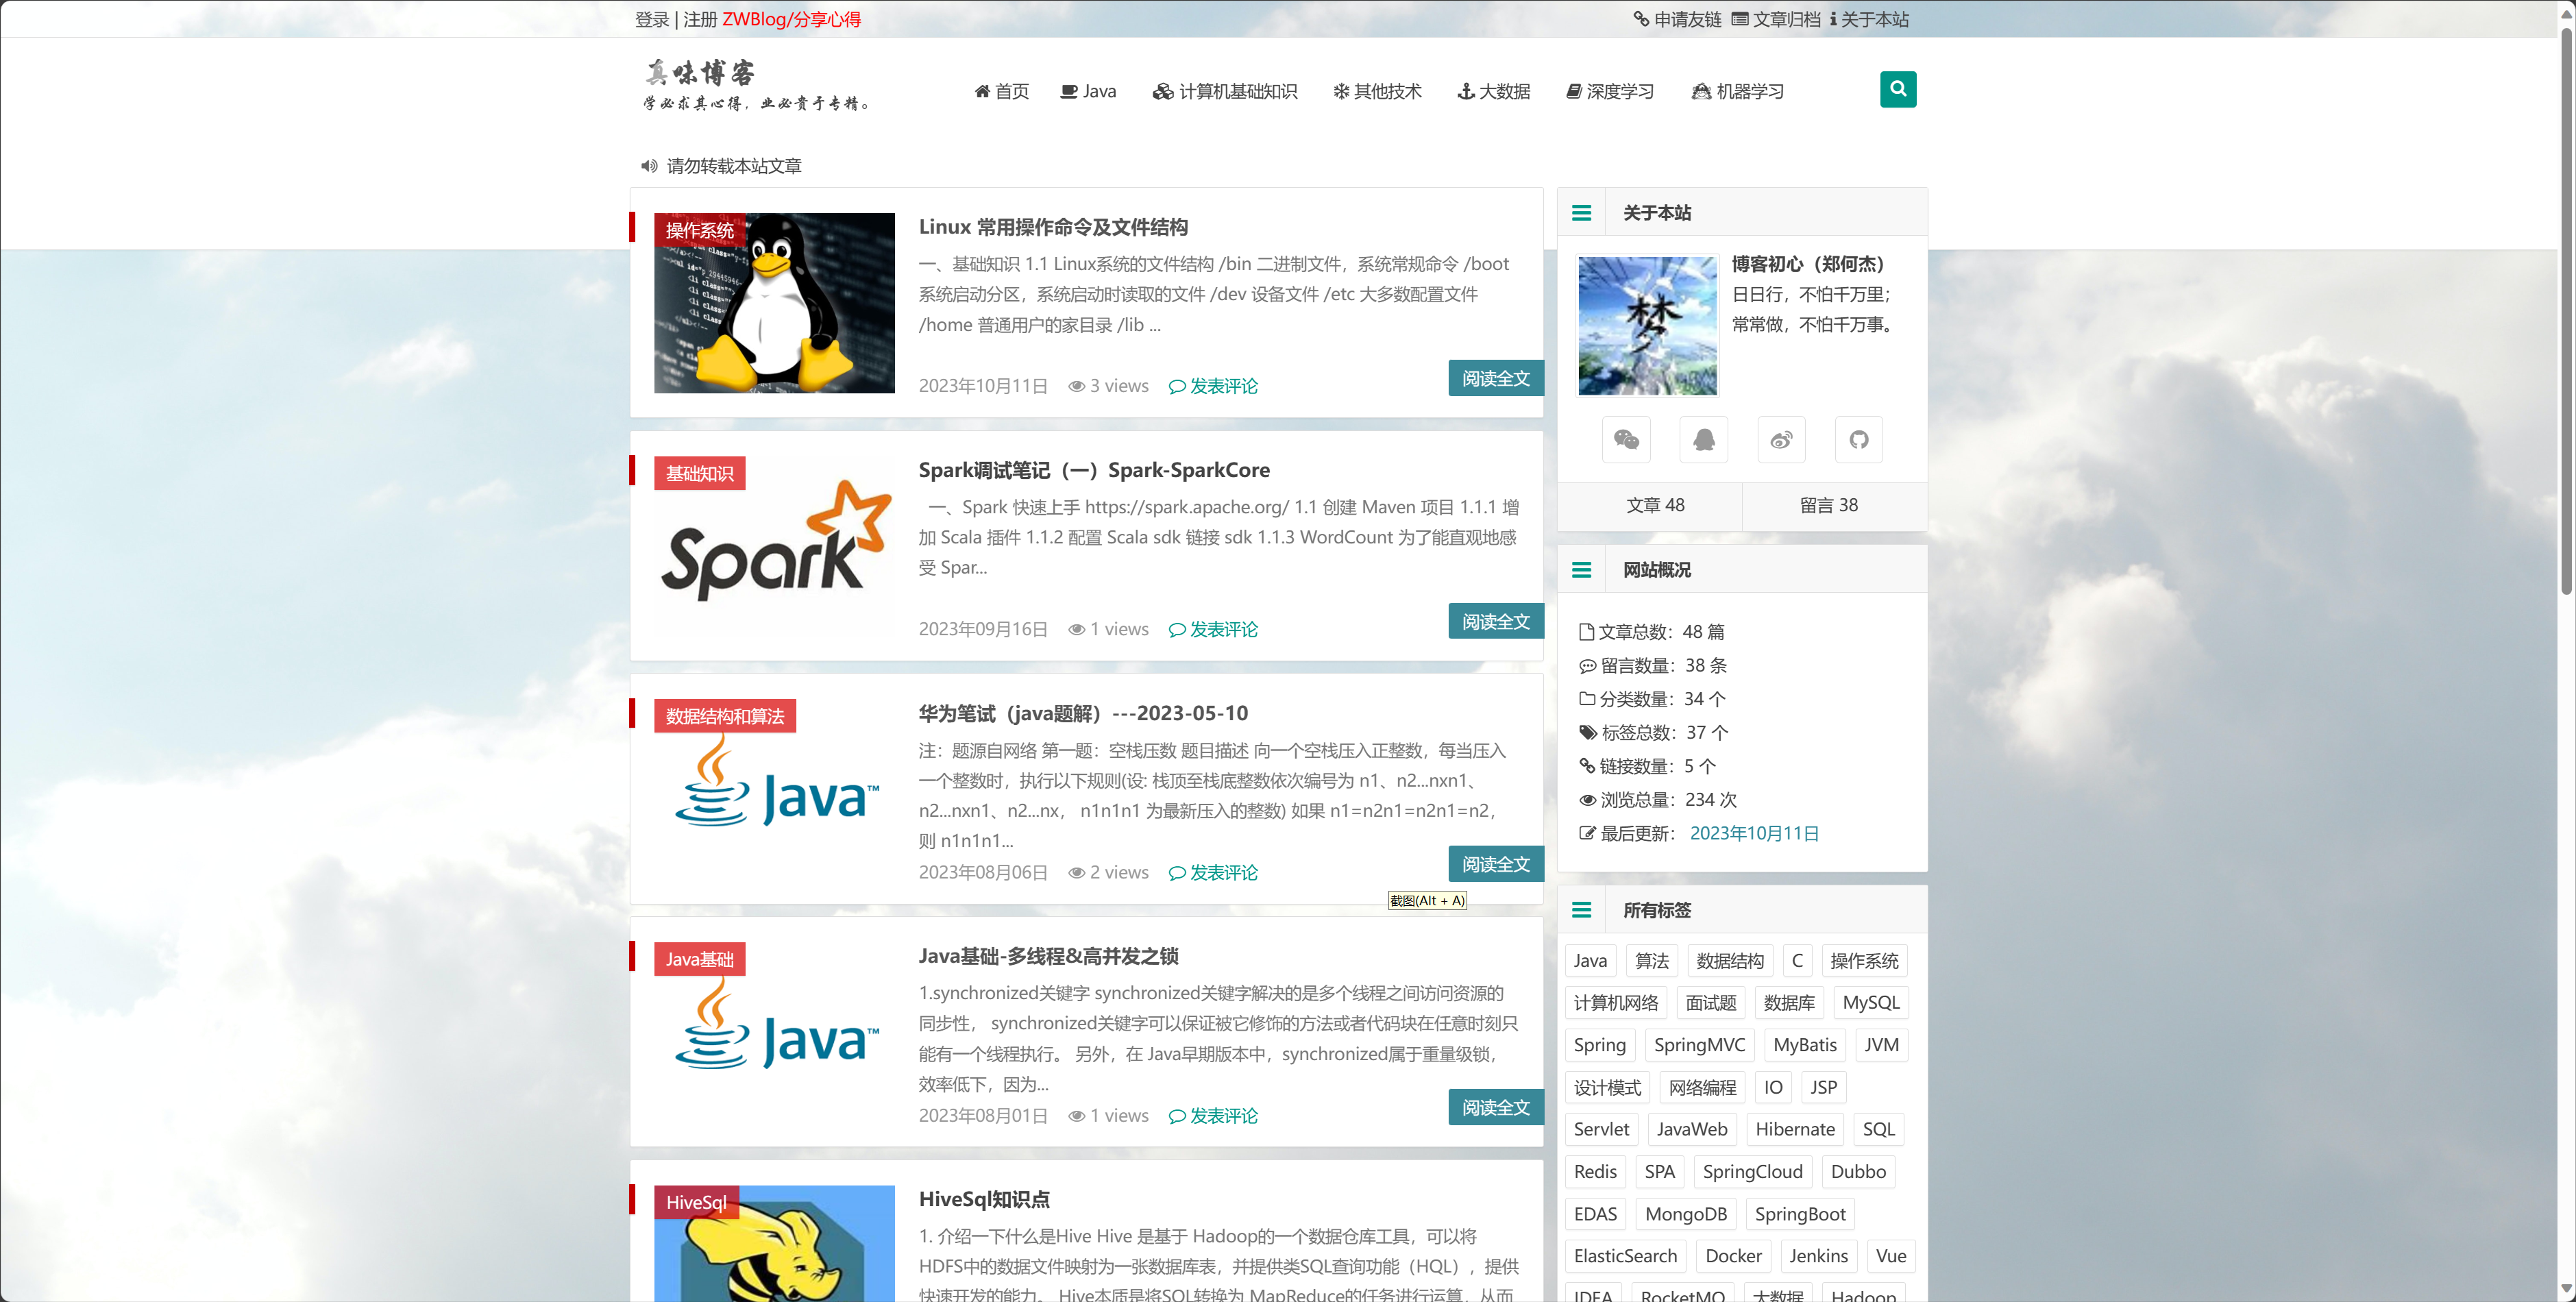 登录 | 注册 ZWBlog/分享心得
申请友链 文章归档 关于本站
真味博客
学必求其心得，业必贵于专精。
首页 Java 计算机基础知识 其他技术 大数据 深度学习 机器学习
请勿转载本站文章
操作系统
Linux 常用操作命令及文件结构
一、基础知识 1.1 Linux系统的文件结构 /bin 二进制文件，系统常规命令 /boot
系统启动分区，系统启动时读取的文件 /dev 设备文件 /etc 大多数配置文件
/home 普通用户的家目录 /lib ...
2023年10月11日 3 views 发表评论
阅读全文
基础知识
Spark
Spark调试笔记（一）Spark-SparkCore
一、Spark 快速上手 https://spark.apache.org/ 1.1 创建 Maven 项目 1.1.1 增
加 Scala 插件 1.1.2 配置 Scala sdk 链接 sdk 1.1.3 WordCount 为了能直观地感
受 Spar...
2023年09月16日 1 views 发表评论
阅读全文
数据结构和算法
Java™
华为笔试（java题解）---2023-05-10
注：题源自网络 第一题：空栈压数 题目描述 向一个空栈压入正整数，每当压入
一个整数时，执行以下规则(设: 栈顶至栈底整数依次编号为 n1、n2...nxn1、
n2...nxn1、n2...nx， n1n1n1 为最新压入的整数) 如果 n1=n2n1=n2n1=n2，
则 n1n1n1...
2023年08月06日 2 views 发表评论
阅读全文
截图(Alt + A)
Java基础
Java™
Java基础-多线程&高并发之锁
1.synchronized关键字 synchronized关键字解决的是多个线程之间访问资源的
同步性， synchronized关键字可以保证被它修饰的方法或者代码块在任意时刻只
能有一个线程执行。 另外，在 Java早期版本中，synchronized属于重量级锁，
效率低下，因为...
2023年08月01日 1 views 发表评论
阅读全文
HiveSql
HiveSql知识点
1. 介绍一下什么是Hive Hive 是基于 Hadoop的一个数据仓库工具，可以将
HDFS中的数据文件映射为一张数据库表，并提供类SQL查询功能（HQL），提供
快速开发的能力。 Hive本质是将SQL转换为 MapReduce的任务进行运算，从而
关于本站
梦
博客初心（郑何杰）
日日行，不怕千万里；
常常做，不怕千万事。
文章 48 留言 38
网站概况
文章总数：48 篇
留言数量：38 条
分类数量：34 个
标签总数：37 个
链接数量：5 个
浏览总量：234 次
最后更新： 2023年10月11日
所有标签
Java 算法 数据结构 C 操作系统
计算机网络 面试题 数据库 MySQL
Spring SpringMVC MyBatis JVM
设计模式 网络编程 IO JSP
Servlet JavaWeb Hibernate SQL
Redis SPA SpringCloud Dubbo
EDAS MongoDB SpringBoot
ElasticSearch Docker Jenkins Vue
IDEA RocketMQ 大数据 Hadoop